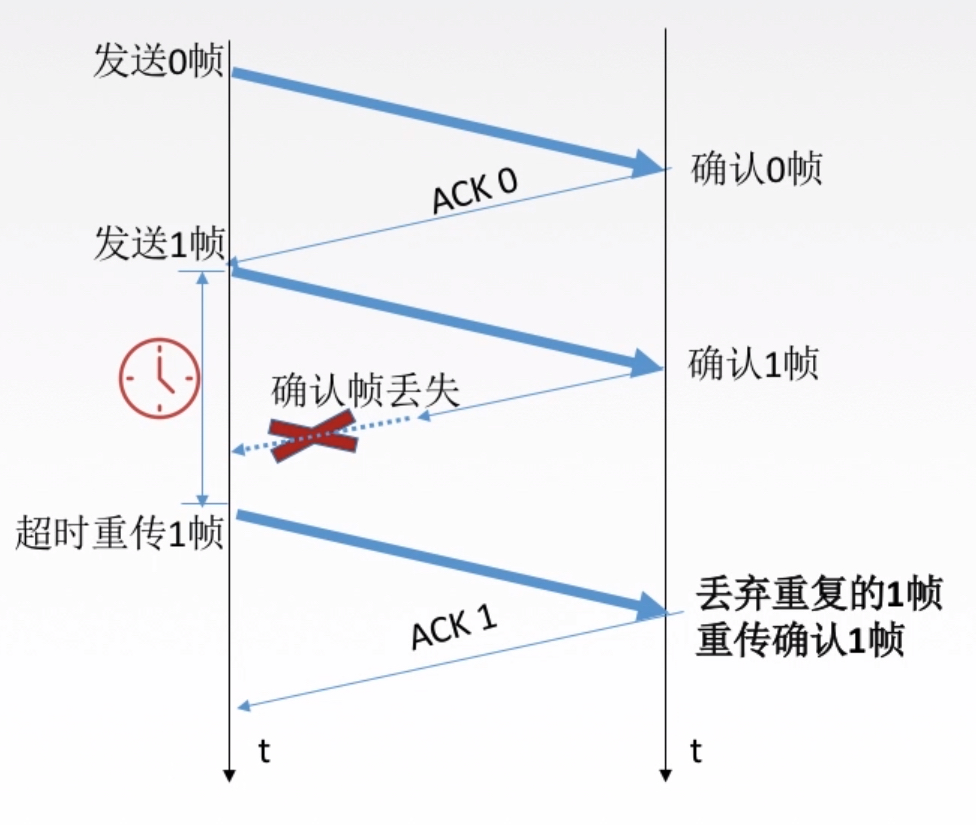 发送0帧
确认0帧
ACK 0
发送1帧
确认1帧
确认帧丢失
超时重传1帧
丢弃重复的1帧
重传确认1帧
ACK 1
t
t